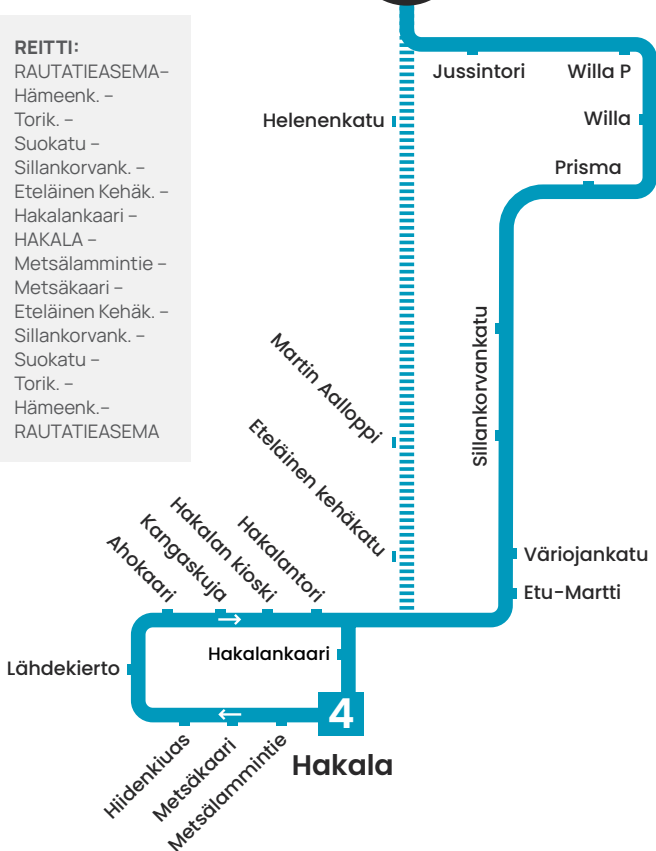 REITTI:
RAUTATIEASEMA–
Hämeenk. –
Torik. –
Suokatu –
Sillankorvank. –
Eteläinen Kehäk. –
Hakalankaari –
HAKALA –
Metsälammintie –
Metsäkaari –
Eteläinen Kehäk. –
Sillankorvank. –
Suokatu –
Torik. –
Hämeenk.–
RAUTATIEASEMA
Jussintori
Willa P
Helenenkatu
Willa
Prisma
Sillankorvankatu
Martin Aalloppi
Eteläinen kehäkatu
Väriojankatu
Etu-Martti
Ahokaari
Kangaskuja
Hakalan kioski
Hakalantori
→
Lähdekierto
Hakalankaari
←
4
Hakala
Hiidenkiuas
Metsäkaari
Metsälammintie